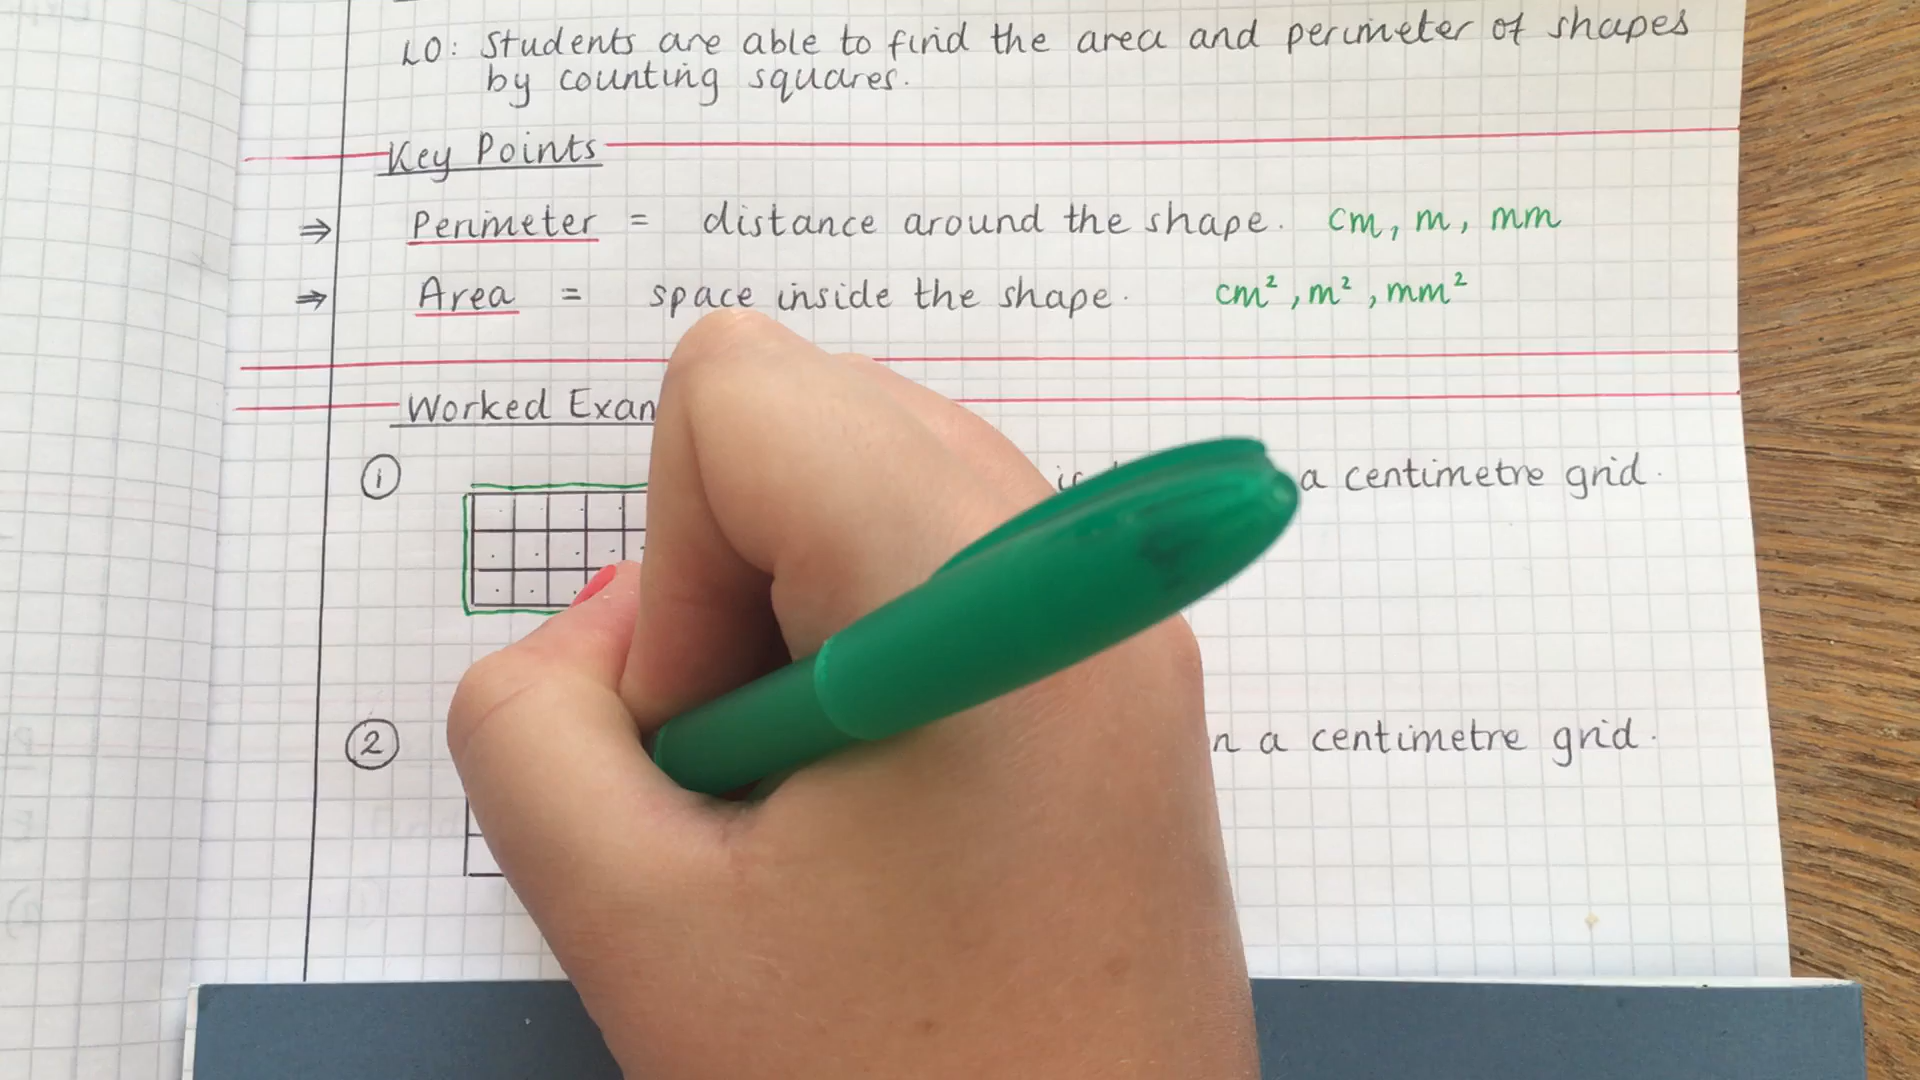 LO: Students are able to find the area and perimeter of shapes
by counting squares.
Key Points
⇒ Perimeter = distance around the shape. cm, m, mm
⇒ Area = space inside the shape. cm², m², mm²
Worked
1 a centimetre grid.
2 a centimetre grid.